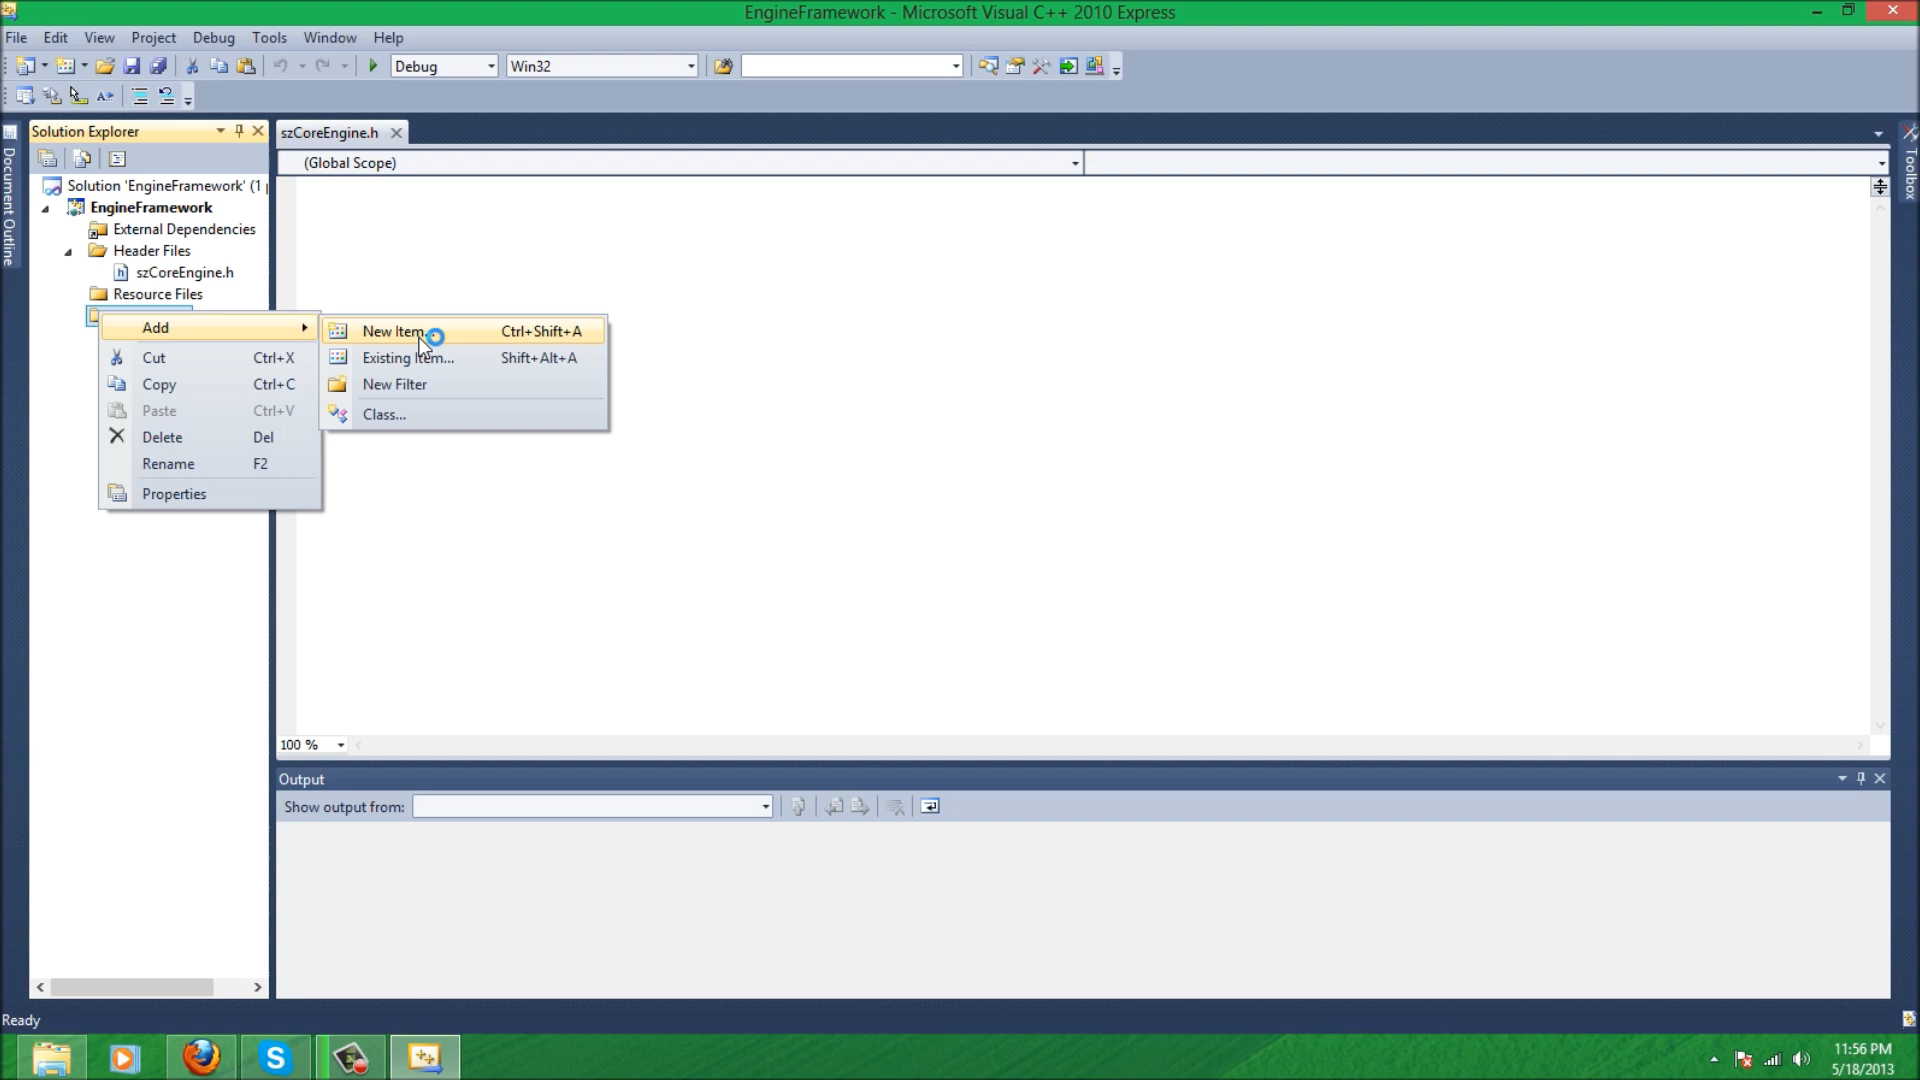 EngineFramework - Microsoft Visual C++ 2010 Express
File Edit View Project Debug Tools Window Help
Debug Win32
Document Outline
Solution Explorer
szCoreEngine.h
Toolbox
(Global Scope)
Solution 'EngineFramework' (1
EngineFramework
External Dependencies
Header Files
szCoreEngine.h
Resource Files
Add
Cut Ctrl+X
Copy Ctrl+C
Paste Ctrl+V
Delete Del
Rename F2
Properties
New Item... Ctrl+Shift+A
Existing Item... Shift+Alt+A
New Filter
Class...
100 %
Output
Show output from:
Ready
11:56 PM
5/18/2013